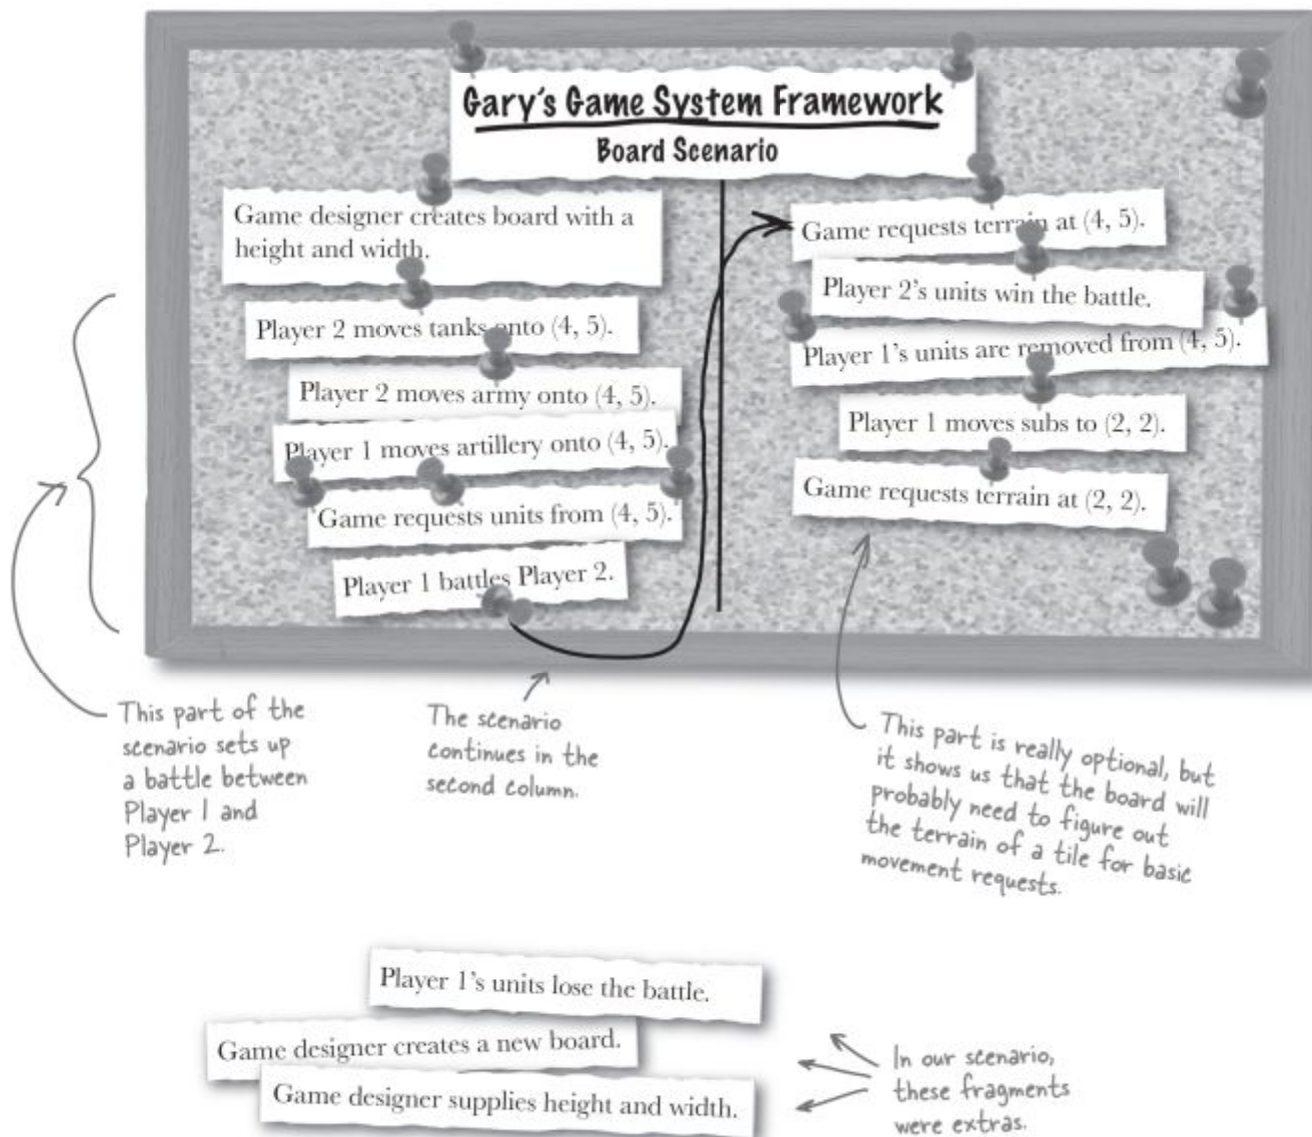 Gary's Game System Framework
Board Scenario
Game designer creates board with a
height and width.
Player 2 moves tanks onto (4, 5).
Player 2 moves army onto (4, 5).
Player 1 moves artillery onto (4, 5).
Game requests units from (4, 5).
Player 1 battles Player 2.
Game requests terrain at (4, 5).
Player 2's units win the battle.
Player 1's units are removed from (4, 5).
Player 1 moves subs to (2, 2).
Game requests terrain at (2, 2).
This part of the
scenario sets up
a battle between
Player 1 and
Player 2.
The scenario
continues in the
second column.
This part is really optional, but
it shows us that the board will
probably need to figure out
the terrain of a tile for basic
movement requests.
Player 1's units lose the battle.
Game designer creates a new board.
Game designer supplies height and width.
In our scenario,
these fragments
were extras.